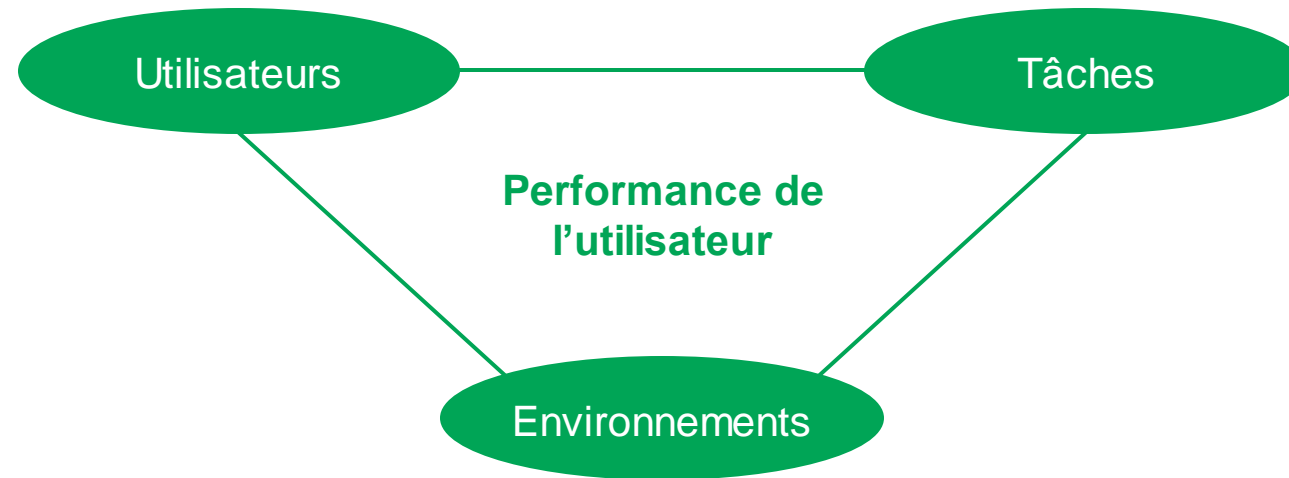 Utilisateurs
Tâches
Performance de
l’utilisateur
Environnements